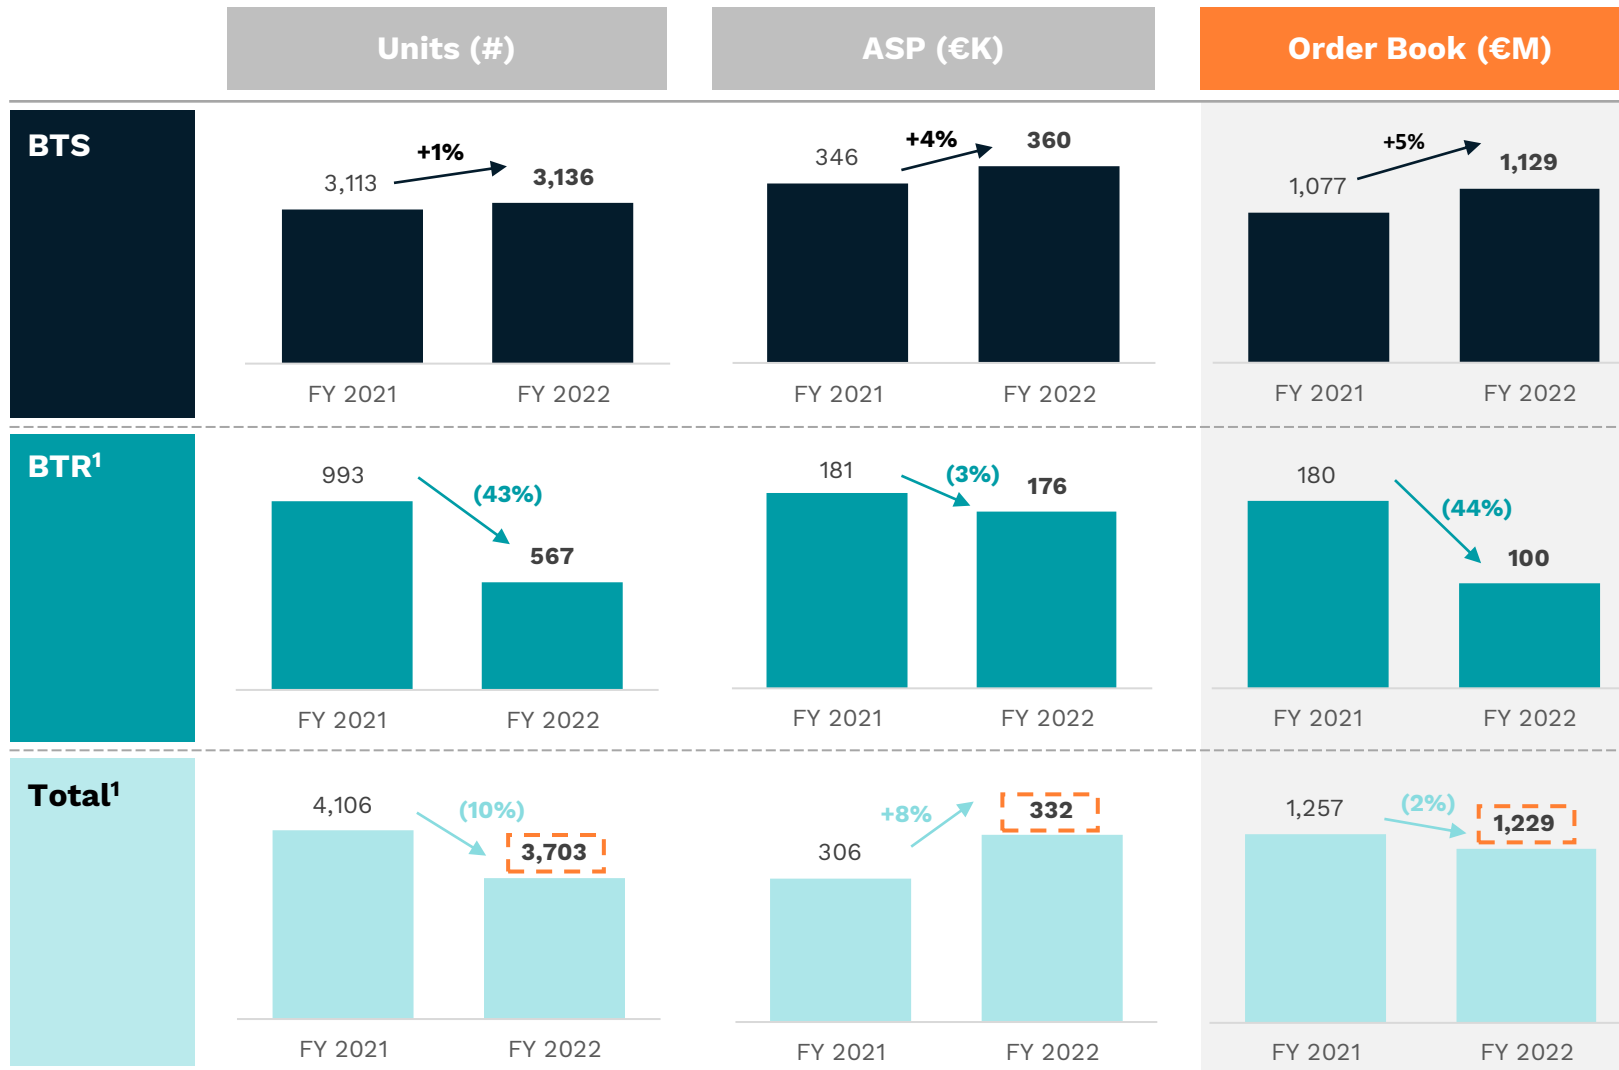 Units (#)
ASP (€K)
Order Book (€M)
BTS
3,113
+1%
3,136
FY 2021
FY 2022
346
+4%
360
FY 2021
FY 2022
1,077
+5%
1,129
FY 2021
FY 2022
BTR¹
993
(43%)
567
FY 2021
FY 2022
181
(3%)
176
FY 2021
FY 2022
180
(44%)
100
FY 2021
FY 2022
Total¹
4,106
(10%)
3,703
FY 2021
FY 2022
306
+8%
332
FY 2021
FY 2022
1,257
(2%)
1,229
FY 2021
FY 2022